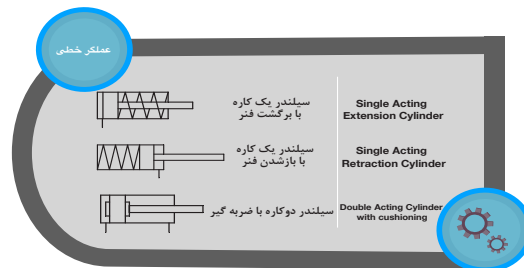 عملگر خطی
سیلندر یک کاره
با برگشت فنر
Single Acting
Extension Cylinder
سیلندر یک کاره
با بازشدن فنر
Single Acting
Retraction Cylinder
سیلندر دوکاره با ضربه گیر
Double Acting Cylinder
with cushioning